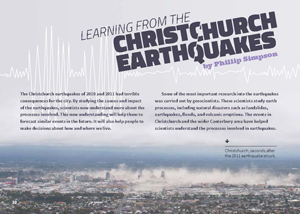 LEARNING FROM THE
CHRISTCHURCH
EARTHQUAKES
by Phillip Simpson
The Christchurch earthquakes of 2010 and 2011 had terrible
consequences for the city. By studying the causes and impact
of the earthquakes, scientists now understand more about the
processes involved. This new understanding will help them to
forecast similar events in the future. It will also help people to
make decisions about how and where we live.
Some of the most important research into the earthquakes
was carried out by geoscientists. These scientists study earth
processes, including natural disasters such as landslides,
earthquakes, floods, and volcanic eruptions. The events in
Christchurch and the wider Canterbury area have helped
scientists understand the processes involved in earthquakes.
Christchurch, seconds after
the 2011 earthquake struck